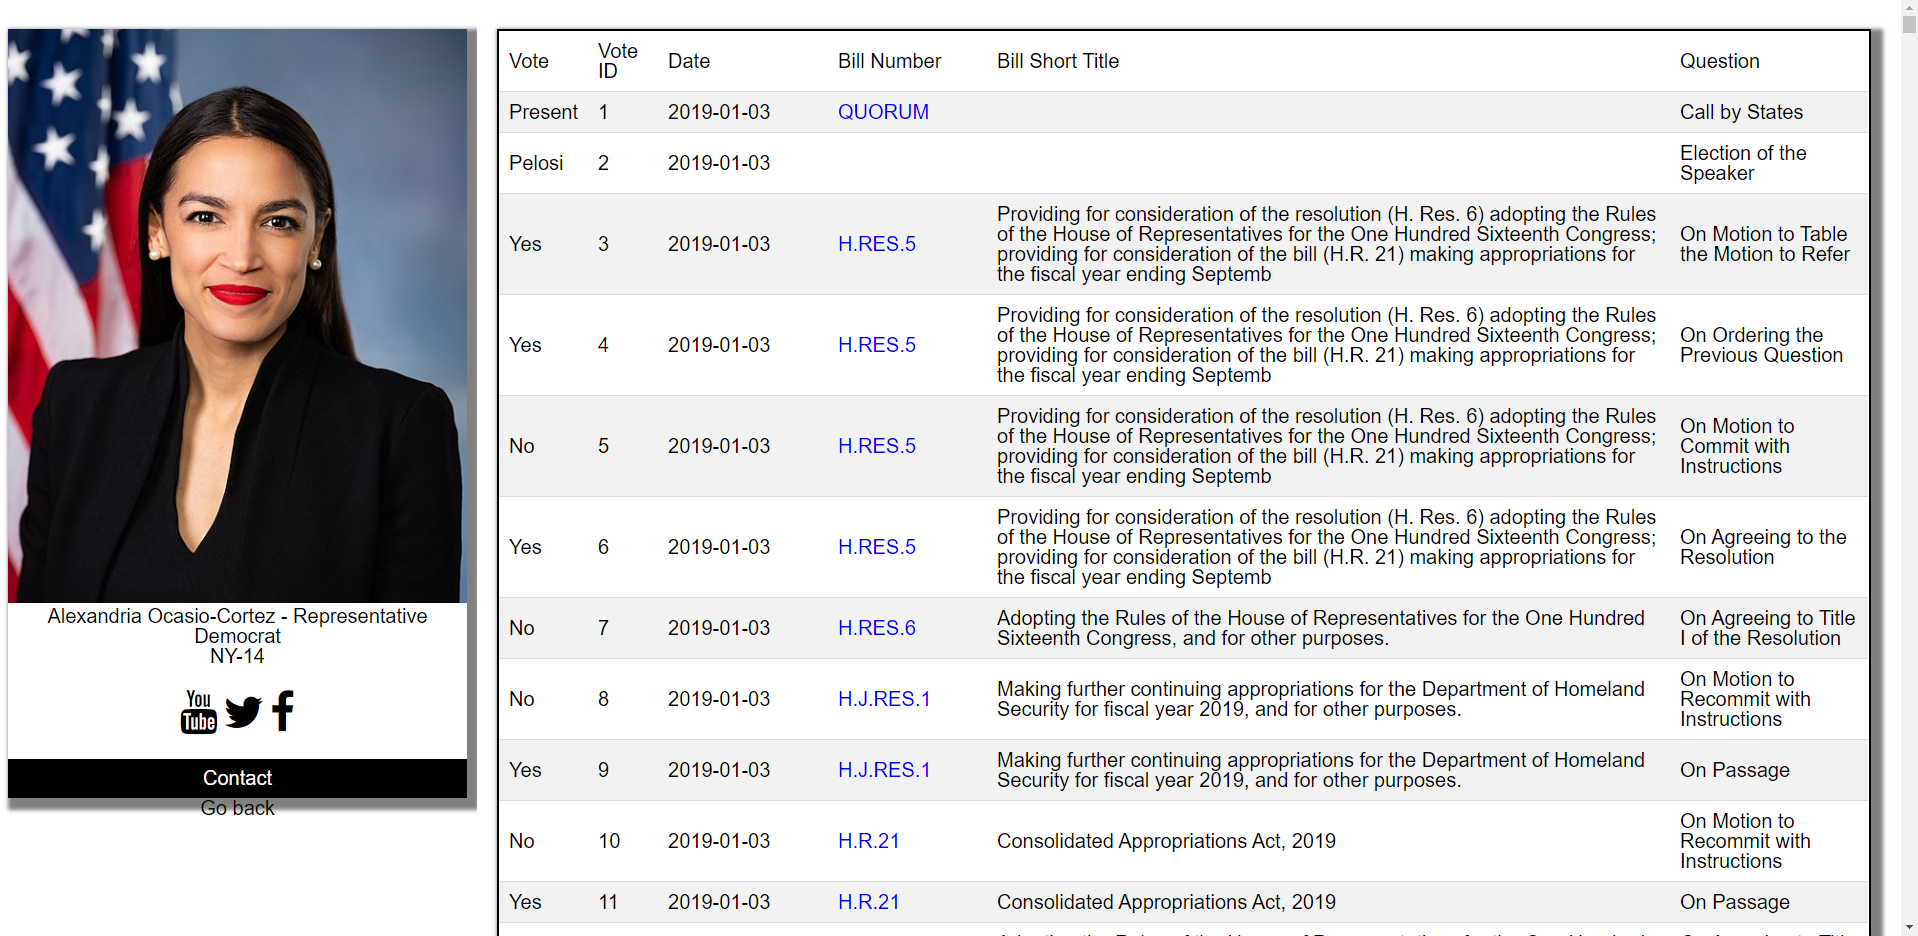 Alexandria Ocasio-Cortez - Representative
Democrat
NY-14
You
Tube
Contact
Go back
Vote Vote ID Date Bill Number Bill Short Title Question
Present 1 2019-01-03 QUORUM Call by States
Pelosi 2 2019-01-03 Election of the
Speaker
Yes 3 2019-01-03 H.RES.5 Providing for consideration of the resolution (H. Res. 6) adopting the Rules
of the House of Representatives for the One Hundred Sixteenth Congress;
providing for consideration of the bill (H.R. 21) making appropriations for
the fiscal year ending Septemb
On Motion to Table
the Motion to Refer
Yes 4 2019-01-03 H.RES.5 Providing for consideration of the resolution (H. Res. 6) adopting the Rules
of the House of Representatives for the One Hundred Sixteenth Congress;
providing for consideration of the bill (H.R. 21) making appropriations for
the fiscal year ending Septemb
On Ordering the
Previous Question
No 5 2019-01-03 H.RES.5 Providing for consideration of the resolution (H. Res. 6) adopting the Rules
of the House of Representatives for the One Hundred Sixteenth Congress;
providing for consideration of the bill (H.R. 21) making appropriations for
the fiscal year ending Septemb
On Motion to
Commit with
Instructions
Yes 6 2019-01-03 H.RES.5 Providing for consideration of the resolution (H. Res. 6) adopting the Rules
of the House of Representatives for the One Hundred Sixteenth Congress;
providing for consideration of the bill (H.R. 21) making appropriations for
the fiscal year ending Septemb
On Agreeing to the
Resolution
No 7 2019-01-03 H.RES.6 Adopting the Rules of the House of Representatives for the One Hundred
Sixteenth Congress, and for other purposes.
On Agreeing to Title
I of the Resolution
No 8 2019-01-03 H.J.RES.1 Making further continuing appropriations for the Department of Homeland
Security for fiscal year 2019, and for other purposes.
On Motion to
Recommit with
Instructions
Yes 9 2019-01-03 H.J.RES.1 Making further continuing appropriations for the Department of Homeland
Security for fiscal year 2019, and for other purposes.
On Passage
No 10 2019-01-03 H.R.21 Consolidated Appropriations Act, 2019
On Motion to
Recommit with
Instructions
Yes 11 2019-01-03 H.R.21 Consolidated Appropriations Act, 2019 On Passage